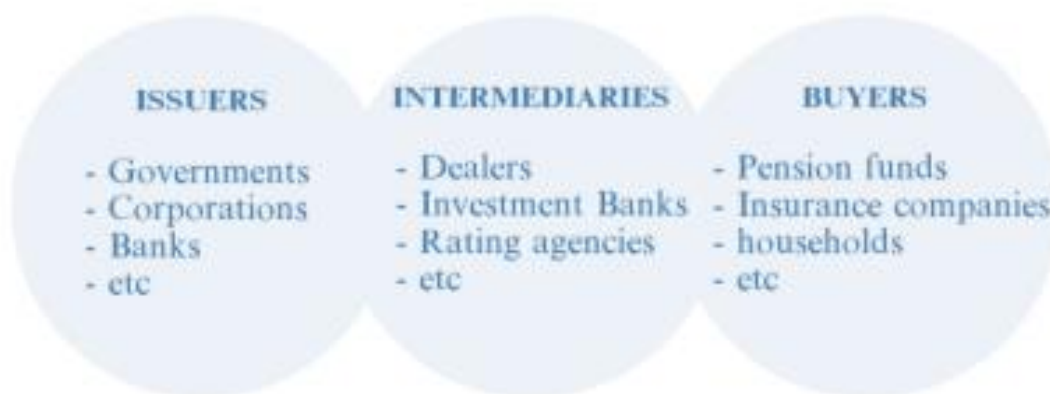 ISSUERS
- Governments
- Corporations
- Banks
- etc
INTERMEDIARIES
- Dealers
- Investment Banks
- Rating agencies
- etc
BUYERS
- Pension funds
- Insurance companies
- households
- etc